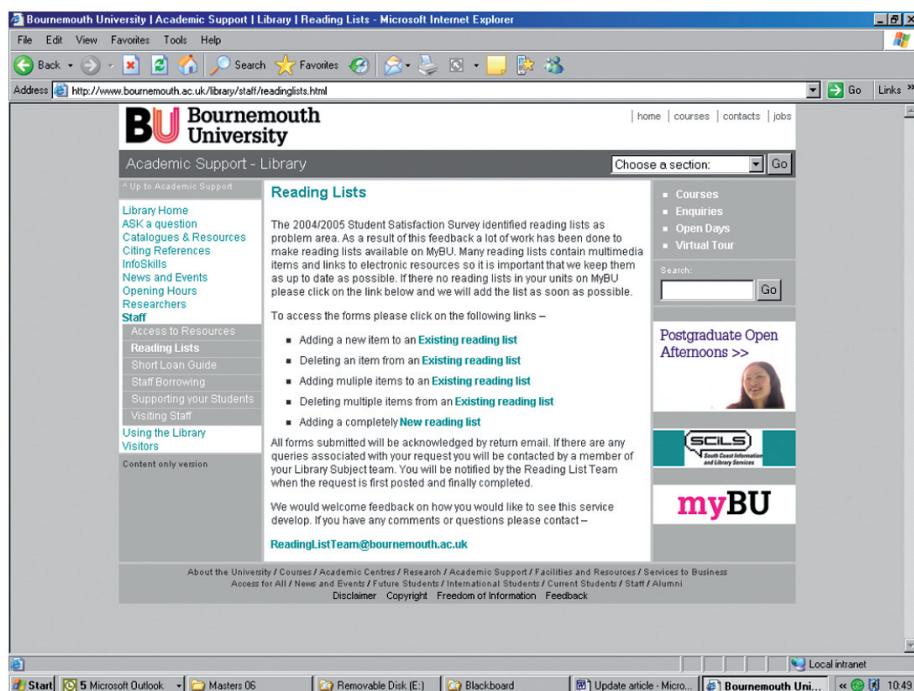 Bournemouth University | Academic Support | Library | Reading Lists - Microsoft Internet Explorer
File Edit View Favorites Tools Help
Back Search Favorites
Address http://www.bournemouth.ac.uk/library/staff/readinglists.html Go Links »
BU Bournemouth University
| home | courses | contacts | jobs
Academic Support - Library
Choose a section: Go
^ Up to Academic Support
Library Home
ASK a question
Catalogues & Resources
Citing References
InfoSkills
News and Events
Opening Hours
Researchers
Staff
Access to Resources
Reading Lists
Short Loan Guide
Staff Borrowing
Supporting your Students
Visiting Staff
Using the Library
Visitors
Content only version
Reading Lists
The 2004/2005 Student Satisfaction Survey identified reading lists as
problem area. As a result of this feedback a lot of work has been done to
make reading lists available on MyBU. Many reading lists contain multimedia
items and links to electronic resources so it is important that we keep them
as up to date as possible. If there no reading lists in your units on MyBU
please click on the link below and we will add the list as soon as possible.
To access the forms please click on the following links –
▪ Adding a new item to an Existing reading list
▪ Deleting an item from an Existing reading list
▪ Adding muliple items to an Existing reading list
▪ Deleting multiple items from an Existing reading list
▪ Adding a completely New reading list
All forms submitted will be acknowledged by return email. If there are any
queries associated with your request you will be contacted by a member of
your Library Subject team. You will be notified by the Reading List Team
when the request is first posted and finally completed.
We would welcome feedback on how you would like to see this service
develop. If you have any comments or questions please contact –
ReadingListTeam@bournemouth.ac.uk
▪ Courses
▪ Enquiries
▪ Open Days
▪ Virtual Tour
Search:
Go
Postgraduate Open
Afternoons >>
SCILS
South Coast Information
and Library Services
myBU
About the University / Courses / Academic Centres / Research / Academic Support / Facilities and Resources / Services to Business
Access for All / News and Events / Future Students / International Students / Current Students / Staff / Alumni
Disclaimer Copyright Freedom of Information Feedback
Local intranet
Start 5 Microsoft Outlook Masters 06 Removable Disk (E:) Blackboard Update article - Micro... Bournemouth Uni... « 10:49